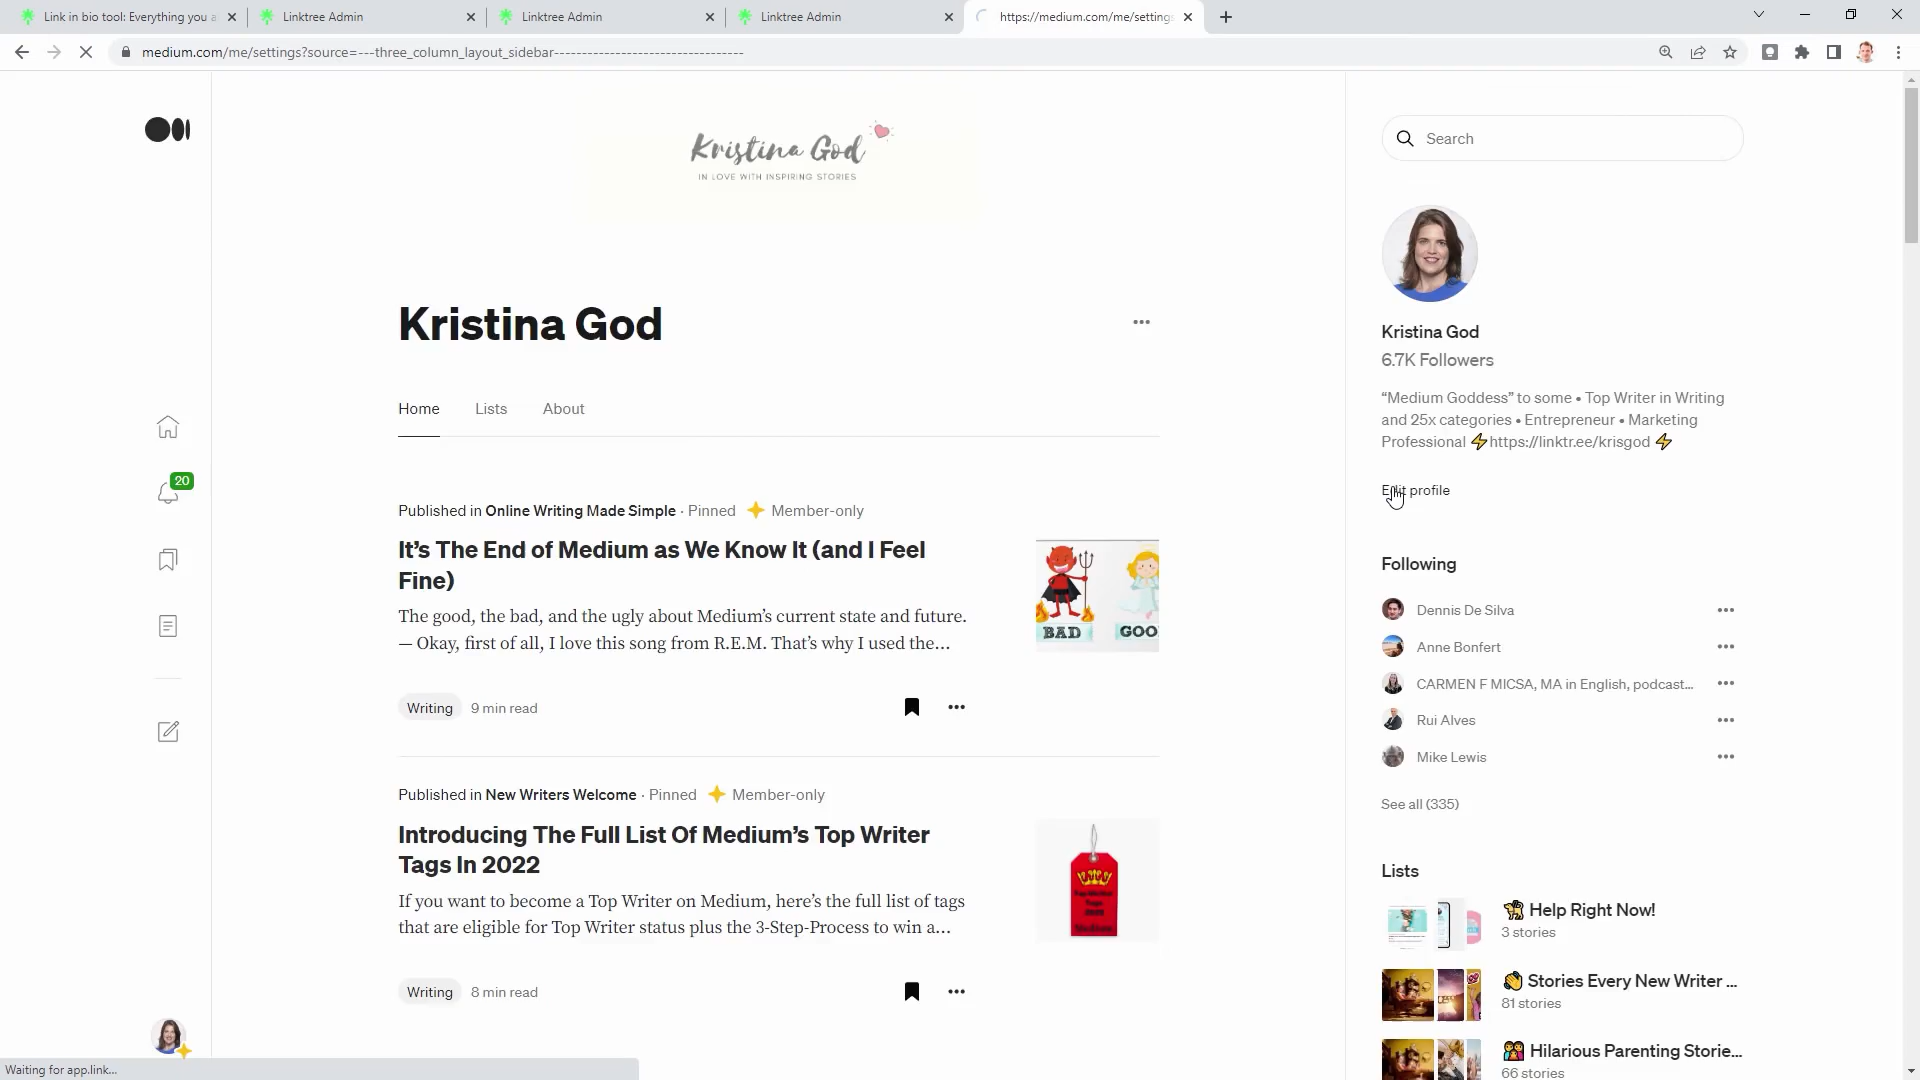 Link in bio tool: Everything you a
Linktree Admin
Linktree Admin
Linktree Admin
https://medium.com/me/setting
medium.com/me/settings?source=---three_column_layout_sidebar----------------------------------
Kristina God
IN LOVE WITH INSPIRING STORIES
Search
Kristina God
Kristina God
6.7K Followers
“Medium Goddess” to some • Top Writer in Writing
and 25x categories • Entrepreneur • Marketing
Professional ⚡https://linktr.ee/krisgod ⚡
Edit profile
Home
Lists
About
20
Published in Online Writing Made Simple · Pinned Member-only
It’s The End of Medium as We Know It (and I Feel
Fine)
The good, the bad, and the ugly about Medium’s current state and future.
— Okay, first of all, I love this song from R.E.M. That’s why I used the…
BAD
GOO
Writing
9 min read
Following
Dennis De Silva
Anne Bonfert
CARMEN F MICSA, MA in English, podcast…
Rui Alves
Mike Lewis
See all (335)
Published in New Writers Welcome · Pinned Member-only
Introducing The Full List Of Medium’s Top Writer
Tags In 2022
If you want to become a Top Writer on Medium, here’s the full list of tags
that are eligible for Top Writer status plus the 3-Step-Process to win a…
Writing
8 min read
Lists
Help Right Now!
3 stories
👋 Stories Every New Writer ...
81 stories
Hilarious Parenting Storie...
66 stories
Waiting for app.link...